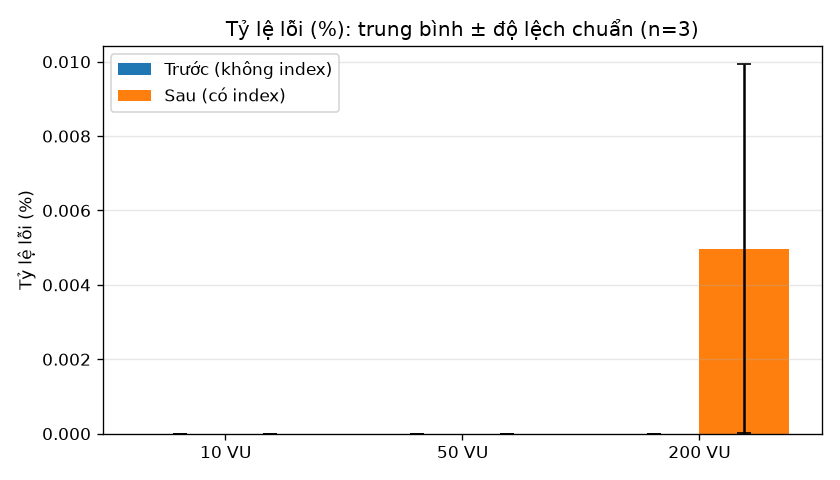 Tỷ lệ lỗi (%): trung bình ± độ lệch chuẩn (n=3)
Trước (không index)
Sau (có index)
Tỷ lệ lỗi (%)
0.010
0.008
0.006
0.004
0.002
0.000
10 VU
50 VU
200 VU